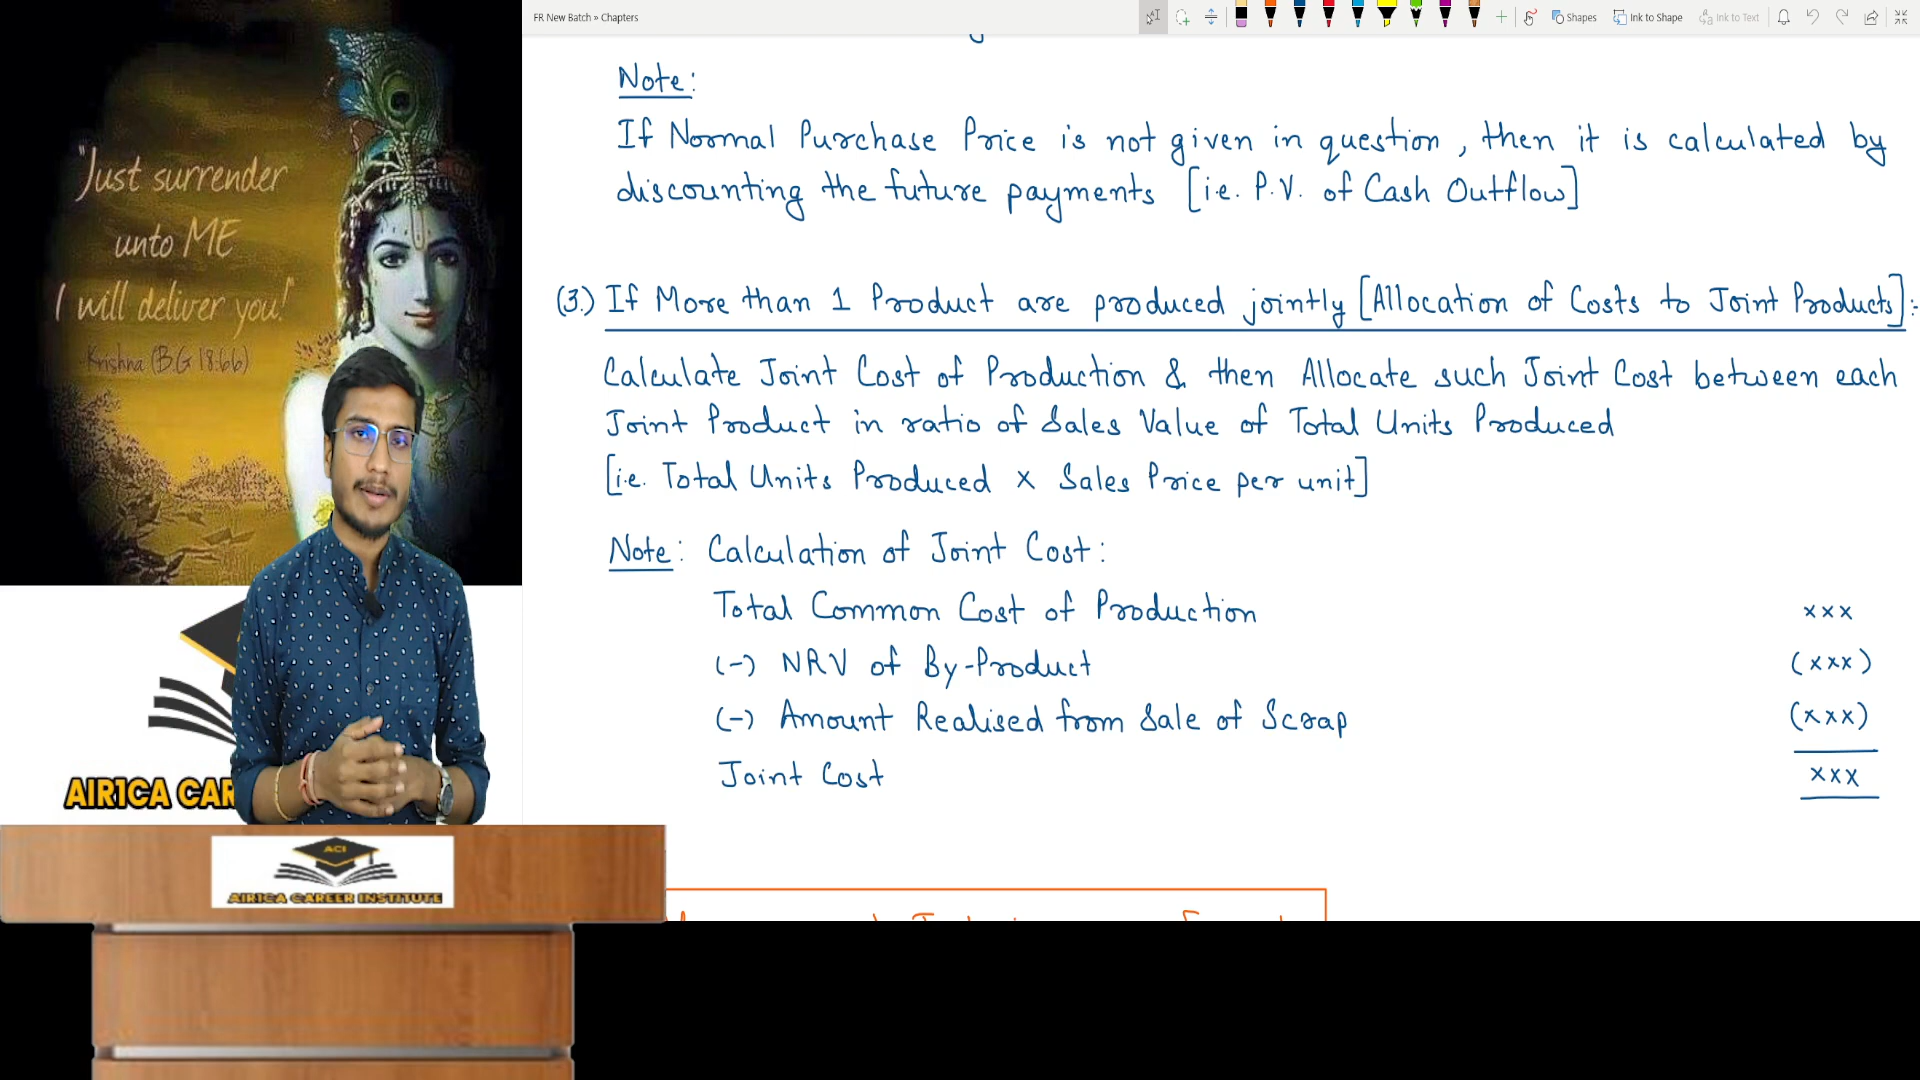 FR New Batch » Chapters
Shapes
Ink to Shape
Ink to Text
"Just surrender
unto ME
I will deliver you!"
Krishna (B.G 18.66)
AIR1CA CAR
ACI
AIR1CA CAREER INSTITUTE
Note:
If Normal Purchase Price is not given in question, then it is calculated by
discounting the future payments [i.e. P.V. of Cash Outflow]
(3.) If More than 1 Product are produced jointly [Allocation of Costs to Joint Products]:-
Calculate Joint Cost of Production & then Allocate such Joint Cost between each
Joint Product in ratio of Sales Value of Total Units Produced
[i.e. Total Units Produced x Sales Price per unit]
Note: Calculation of Joint Cost:
Total Common Cost of Production xxx
(-) NRV of By-Product (xxx)
(-) Amount Realised from Sale of Scrap (xxx)
Joint Cost xxx